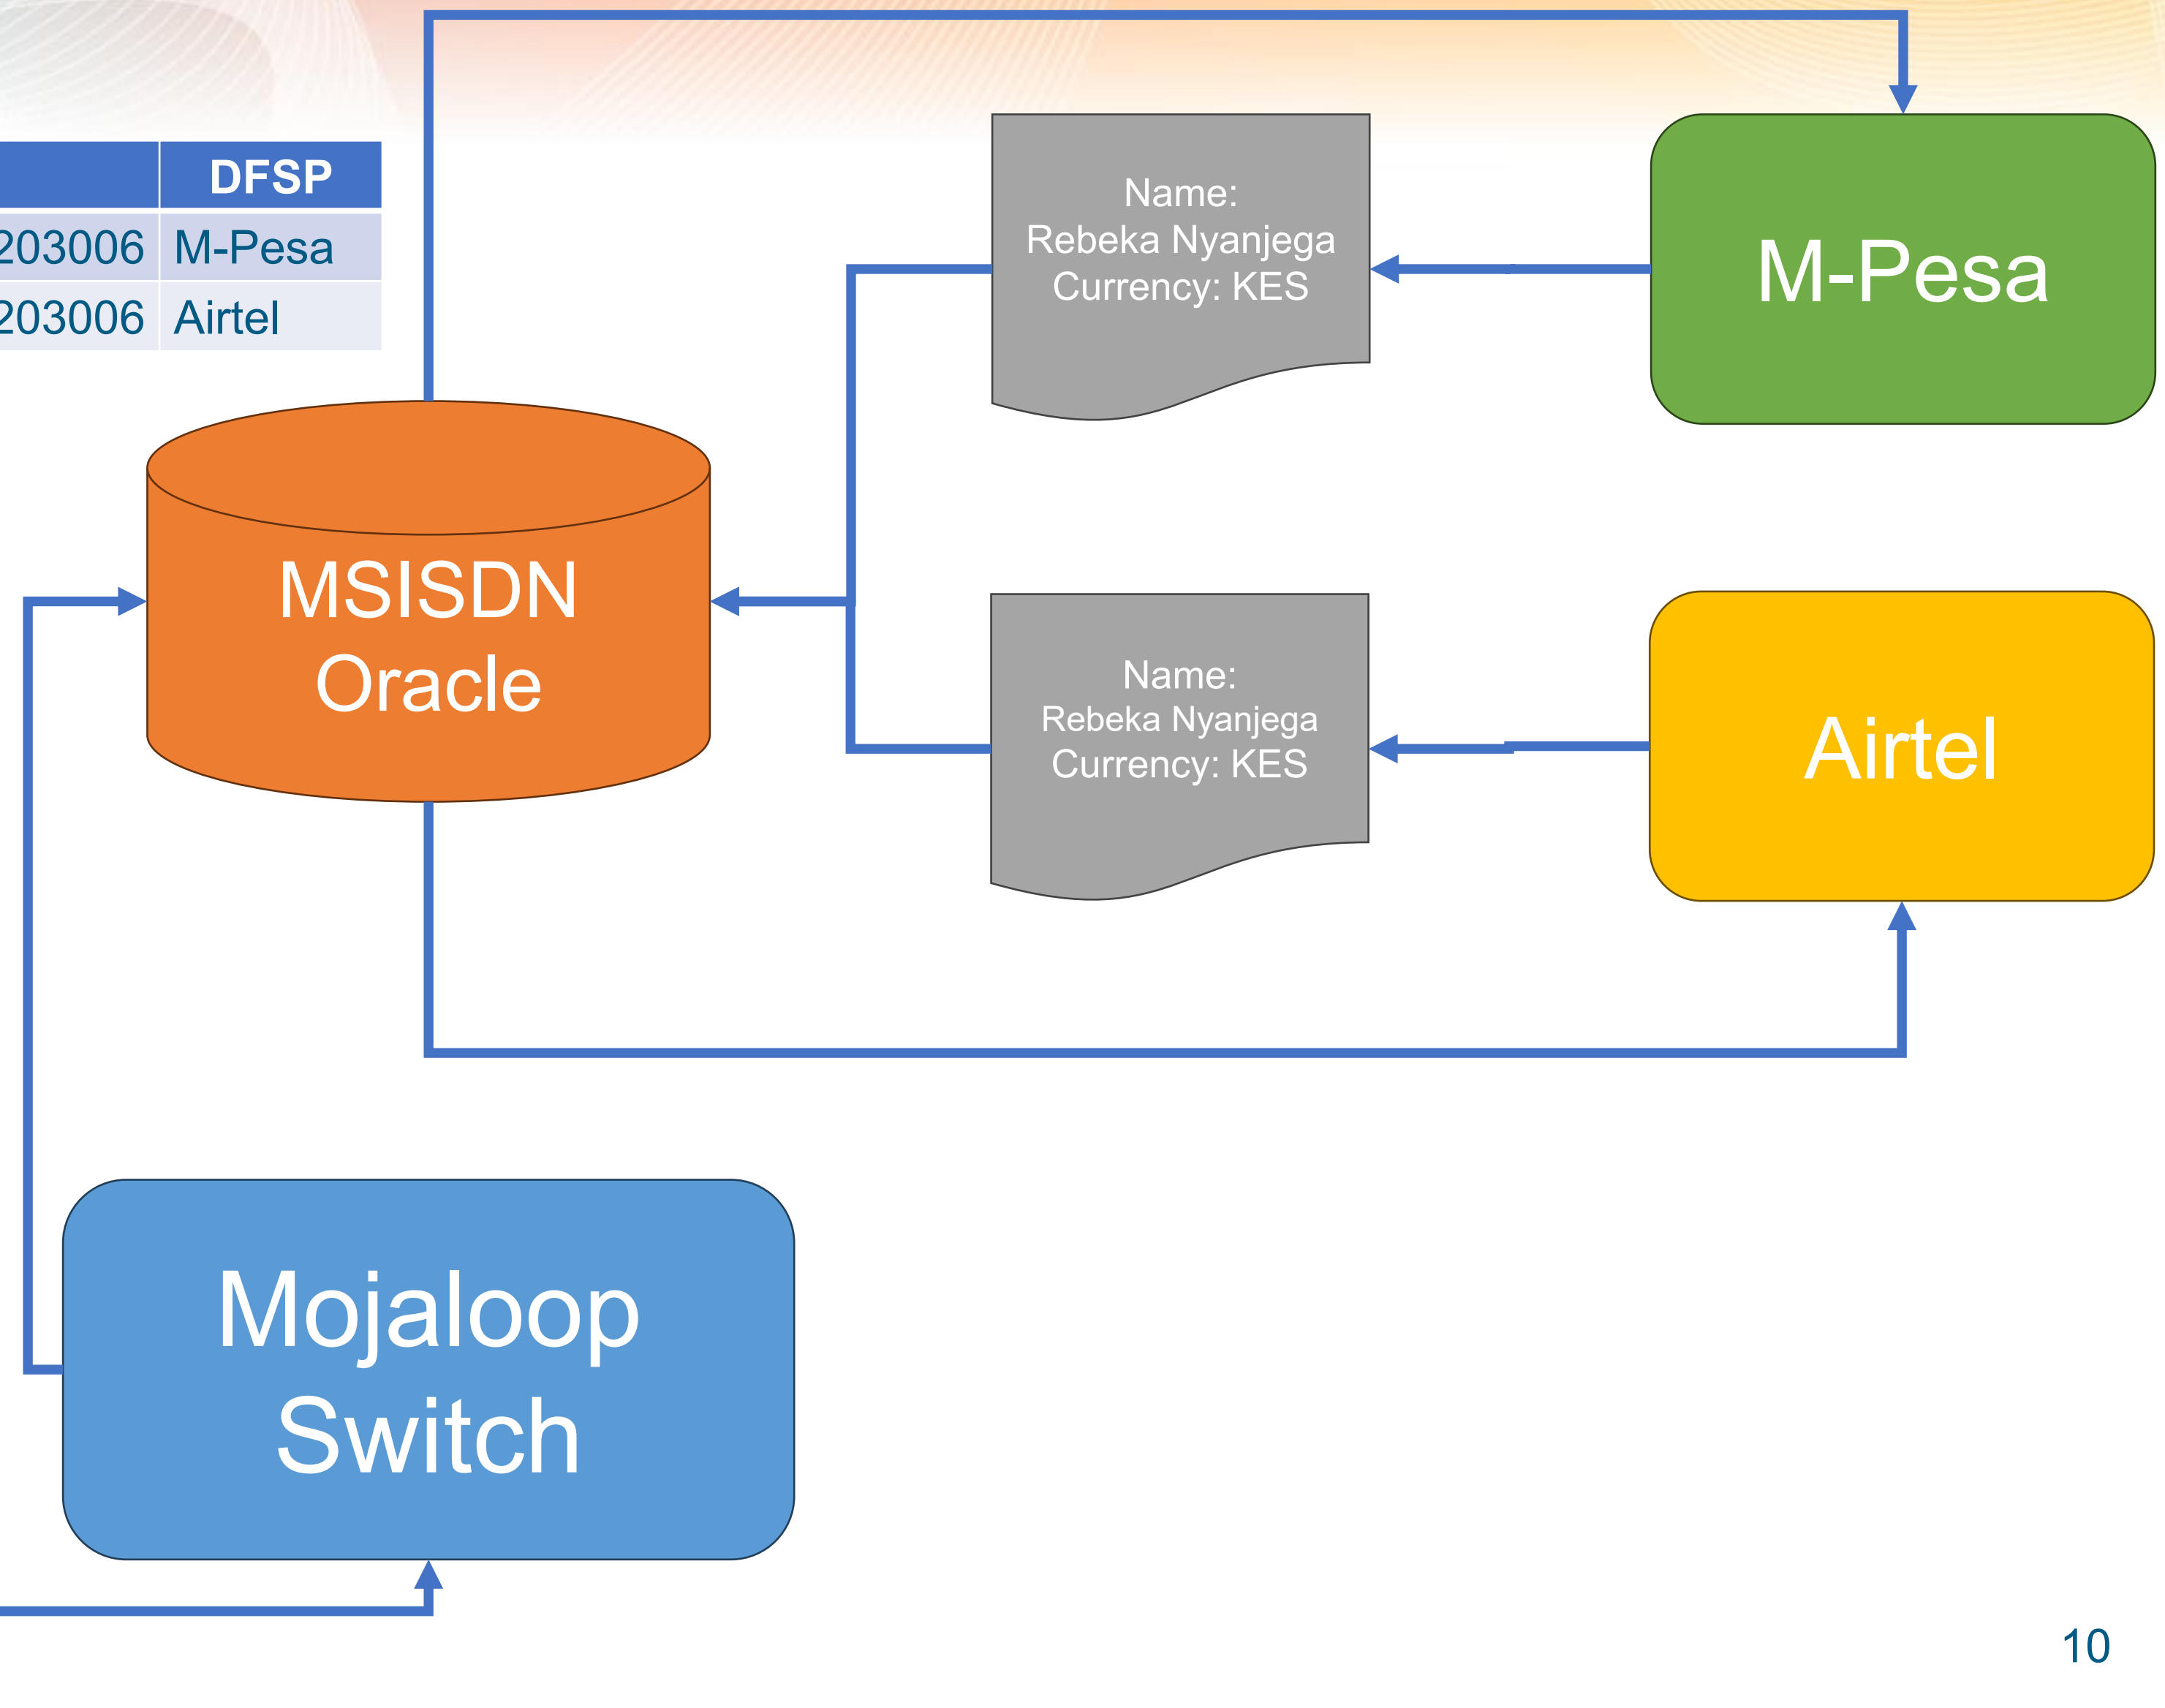 DFSP
203006 M-Pesa
203006 Airtel
Name:
Rebeka Nyanjega
Currency: KES
M-Pesa
MSISDN
Oracle
Name:
Rebeka Nyanjega
Currency: KES
Airtel
Mojaloop
Switch
10